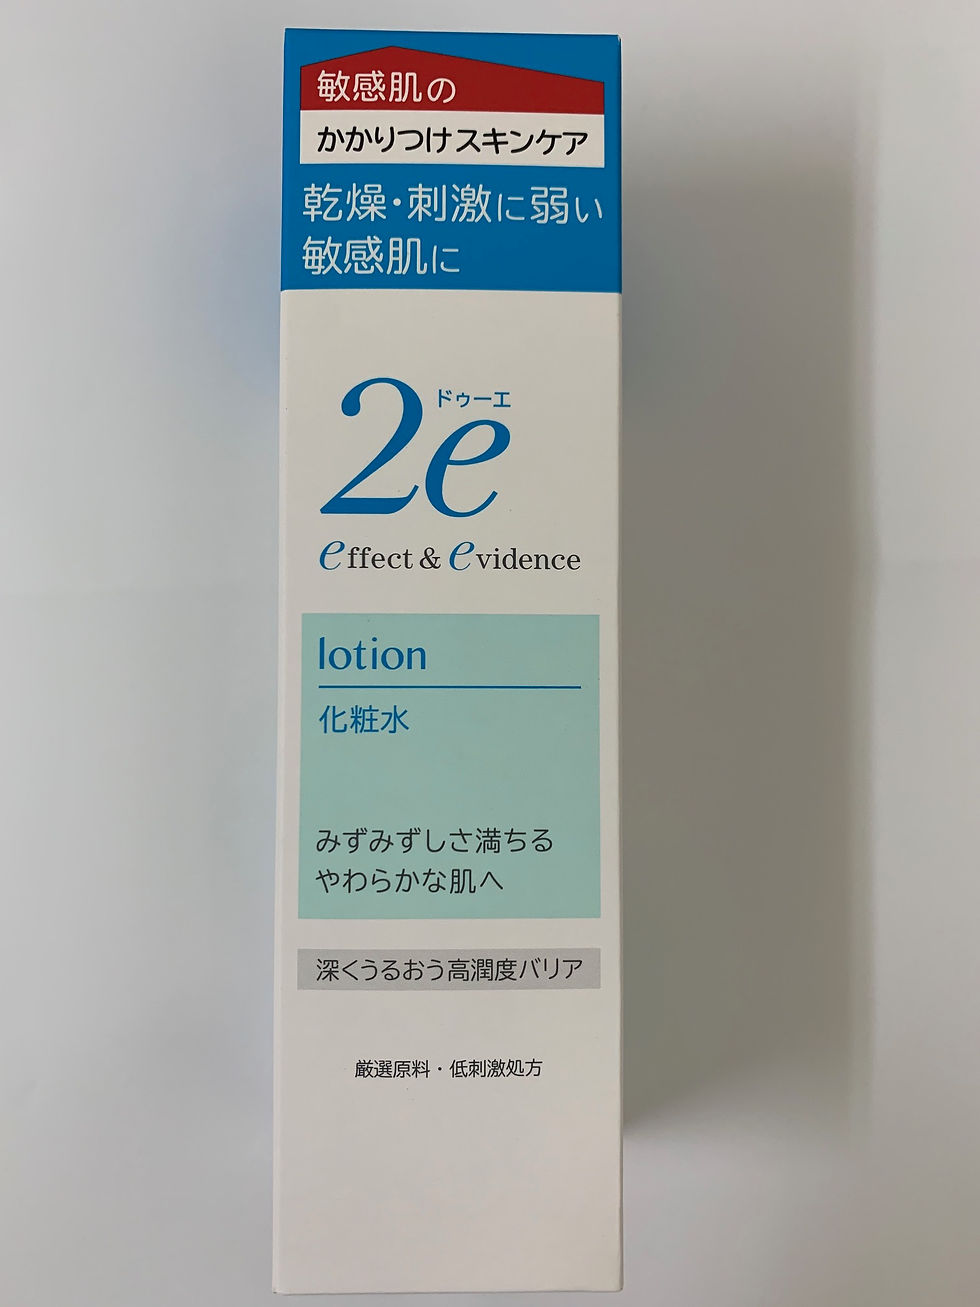 敏感肌の
かかりつけスキンケア
乾燥・刺激に弱い
敏感肌に
ドゥーエ
2e
effect & evidence
lotion
化粧水
みずみずしさ満ちる
やわらかな肌へ
深くうるおう高潤度バリア
厳選原料・低刺激処方